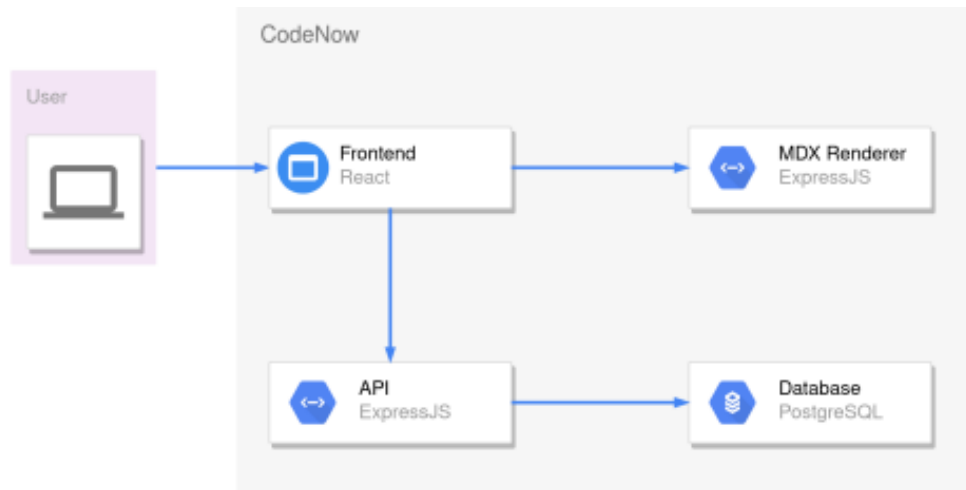 CodeNow
User
Frontend
React
MDX Renderer
ExpressJS
API
ExpressJS
Database
PostgreSQL